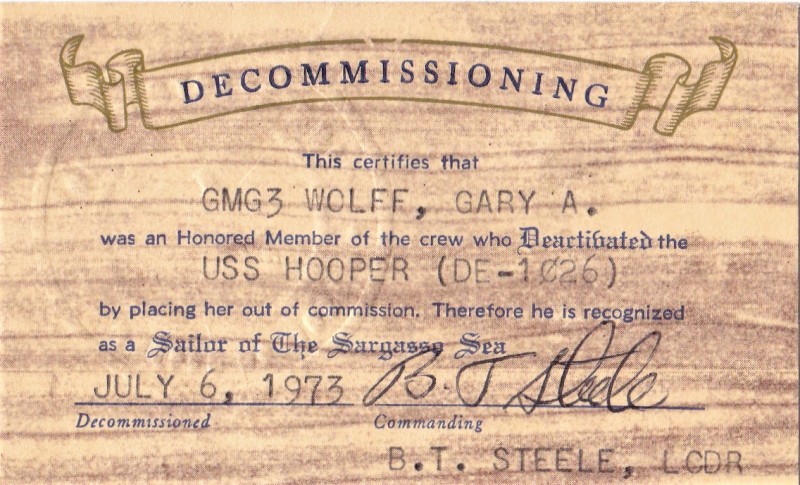 DECOMMISSIONING
This certifies that
GMG3 WOLFF, GARY A.
was an Honored Member of the crew who Deactivated the
USS HOOPER (DE-1026)
by placing her out of commission. Therefore he is recognized
as a Sailor of The Sargasso Sea
JULY 6, 1973 B. T. Steele
Decommissioned Commanding
B.T. STEELE, LCDR